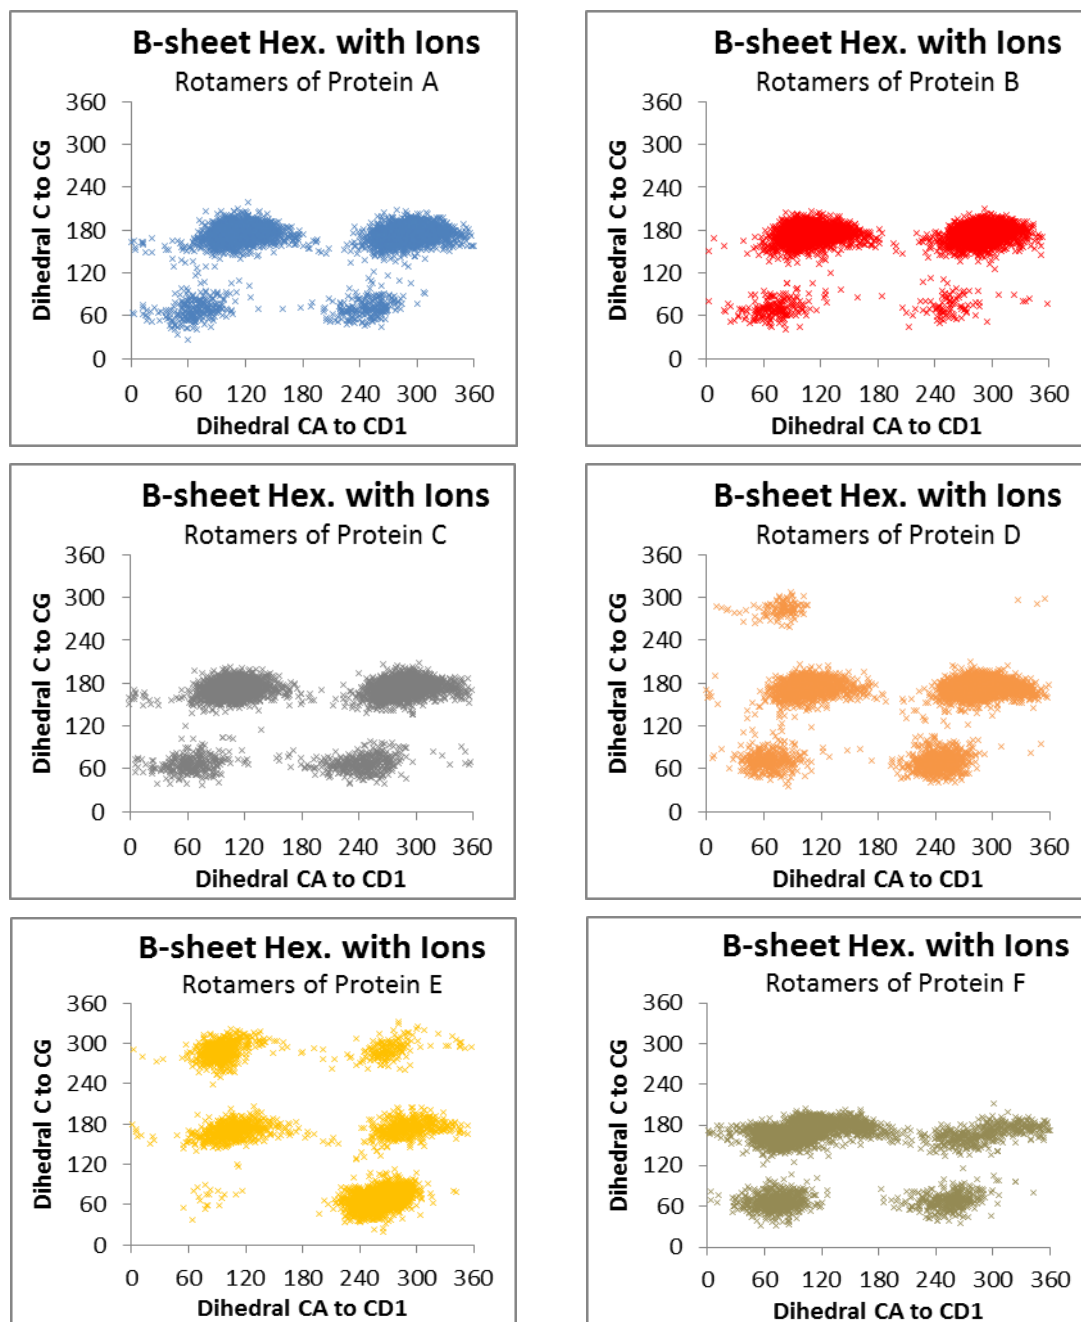 B-sheet Hex. with Ions
Rotamers of Protein A
360
300
240
180
120
60
0
0 60 120 180 240 300 360
Dihedral C to CG
Dihedral CA to CD1
B-sheet Hex. with Ions
Rotamers of Protein B
360
300
240
180
120
60
0
0 60 120 180 240 300 360
Dihedral C to CG
Dihedral CA to CD1
B-sheet Hex. with Ions
Rotamers of Protein C
360
300
240
180
120
60
0
0 60 120 180 240 300 360
Dihedral C to CG
Dihedral CA to CD1
B-sheet Hex. with Ions
Rotamers of Protein D
360
300
240
180
120
60
0
0 60 120 180 240 300 360
Dihedral C to CG
Dihedral CA to CD1
B-sheet Hex. with Ions
Rotamers of Protein E
360
300
240
180
120
60
0
0 60 120 180 240 300 360
Dihedral C to CG
Dihedral CA to CD1
B-sheet Hex. with Ions
Rotamers of Protein F
360
300
240
180
120
60
0
0 60 120 180 240 300 360
Dihedral C to CG
Dihedral CA to CD1